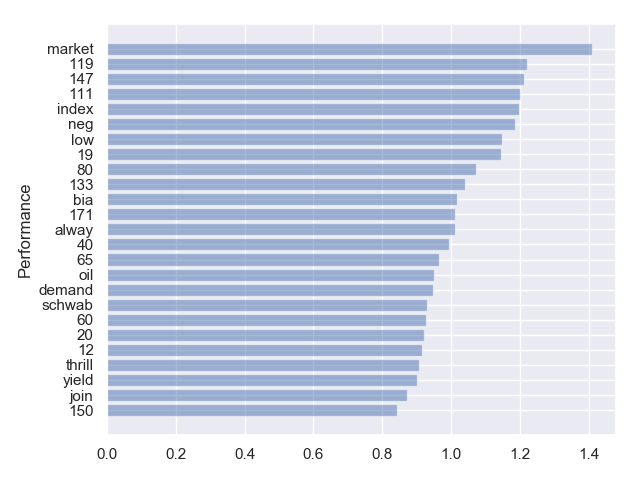 market
119
147
111
index
neg
low
19
80
133
bia
171
alway
40
65
oil
demand
schwab
60
20
12
thrill
yield
join
150
Performance
0.0 0.2 0.4 0.6 0.8 1.0 1.2 1.4